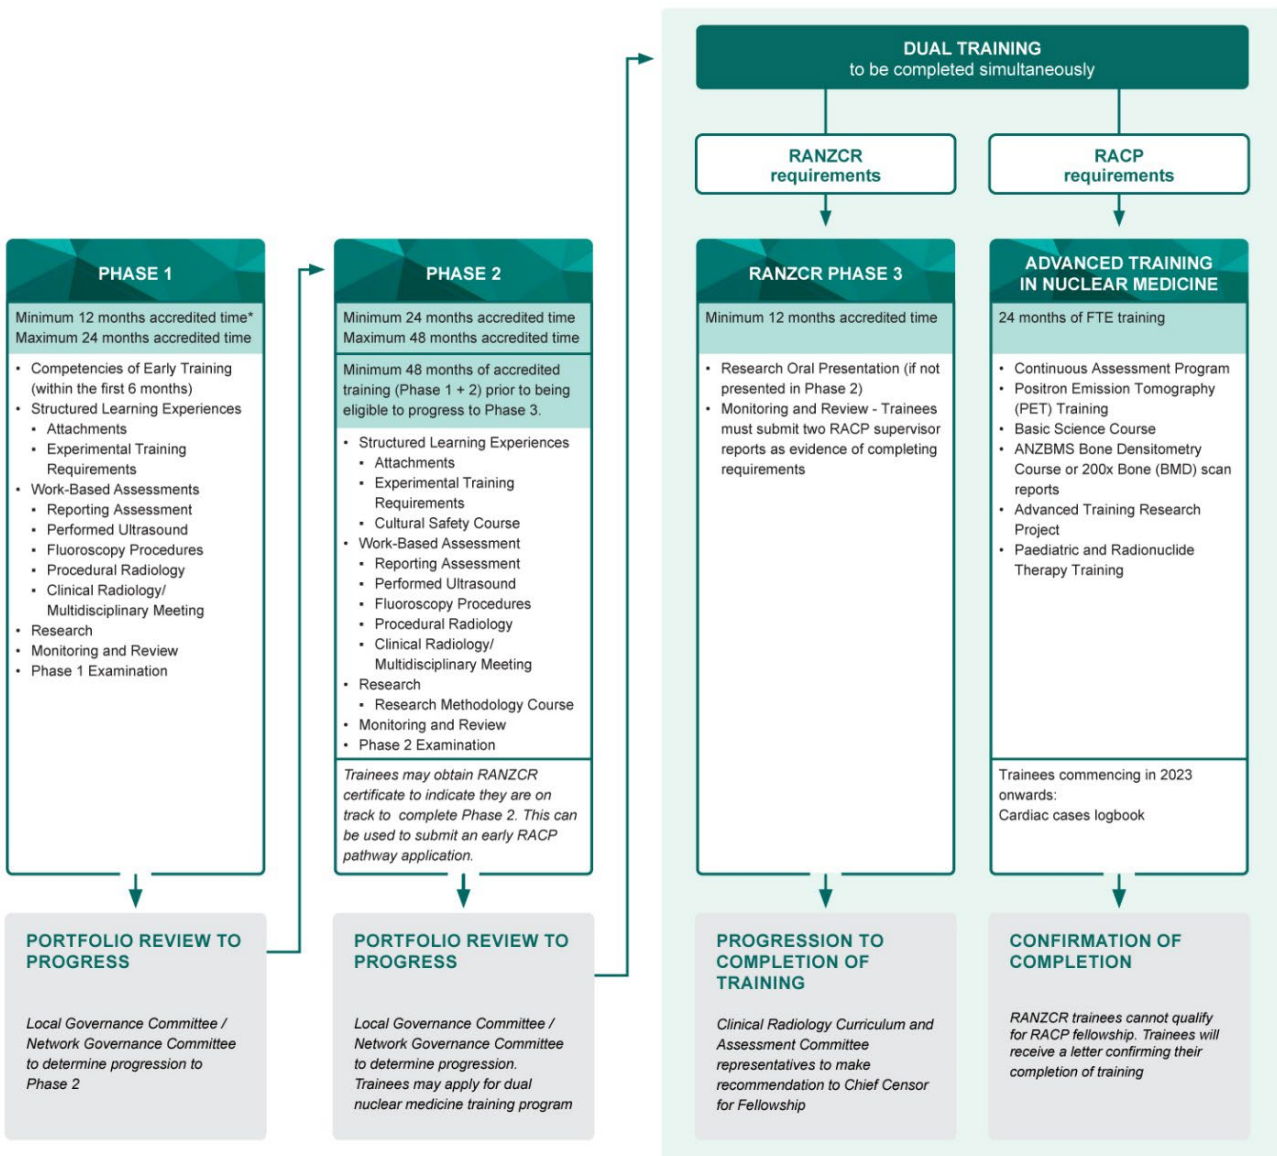 DUAL TRAINING
to be completed simultaneously
RANZCR
requirements
RACP
requirements
PHASE 1
Minimum 12 months accredited time*
Maximum 24 months accredited time
• Competencies of Early Training
(within the first 6 months)
• Structured Learning Experiences
▪ Attachments
▪ Experimental Training
Requirements
• Work-Based Assessments
▪ Reporting Assessment
▪ Performed Ultrasound
▪ Fluoroscopy Procedures
▪ Procedural Radiology
▪ Clinical Radiology/
Multidisciplinary Meeting
• Research
• Monitoring and Review
• Phase 1 Examination
PORTFOLIO REVIEW TO
PROGRESS
Local Governance Committee /
Network Governance Committee
to determine progression to
Phase 2
PHASE 2
Minimum 24 months accredited time
Maximum 48 months accredited time
Minimum 48 months of accredited
training (Phase 1 + 2) prior to being
eligible to progress to Phase 3.
• Structured Learning Experiences
▪ Attachments
▪ Experimental Training
Requirements
▪ Cultural Safety Course
• Work-Based Assessment
▪ Reporting Assessment
▪ Performed Ultrasound
▪ Fluoroscopy Procedures
▪ Procedural Radiology
▪ Clinical Radiology/
Multidisciplinary Meeting
• Research
▪ Research Methodology Course
• Monitoring and Review
• Phase 2 Examination
Trainees may obtain RANZCR
certificate to indicate they are on
track to complete Phase 2. This can
be used to submit an early RACP
pathway application.
PORTFOLIO REVIEW TO
PROGRESS
Local Governance Committee /
Network Governance Committee
to determine progression.
Trainees may apply for dual
nuclear medicine training program
RANZCR PHASE 3
Minimum 12 months accredited time
• Research Oral Presentation (if not
presented in Phase 2)
• Monitoring and Review - Trainees
must submit two RACP supervisor
reports as evidence of completing
requirements
PROGRESSION TO
COMPLETION OF
TRAINING
Clinical Radiology Curriculum and
Assessment Committee
representatives to make
recommendation to Chief Censor
for Fellowship
ADVANCED TRAINING
IN NUCLEAR MEDICINE
24 months of FTE training
• Continuous Assessment Program
• Positron Emission Tomography
(PET) Training
• Basic Science Course
• ANZBMS Bone Densitometry
Course or 200x Bone (BMD) scan
reports
• Advanced Training Research
Project
• Paediatric and Radionuclide
Therapy Training
Trainees commencing in 2023
onwards:
Cardiac cases logbook
CONFIRMATION OF
COMPLETION
RANZCR trainees cannot qualify
for RACP fellowship. Trainees will
receive a letter confirming their
completion of training